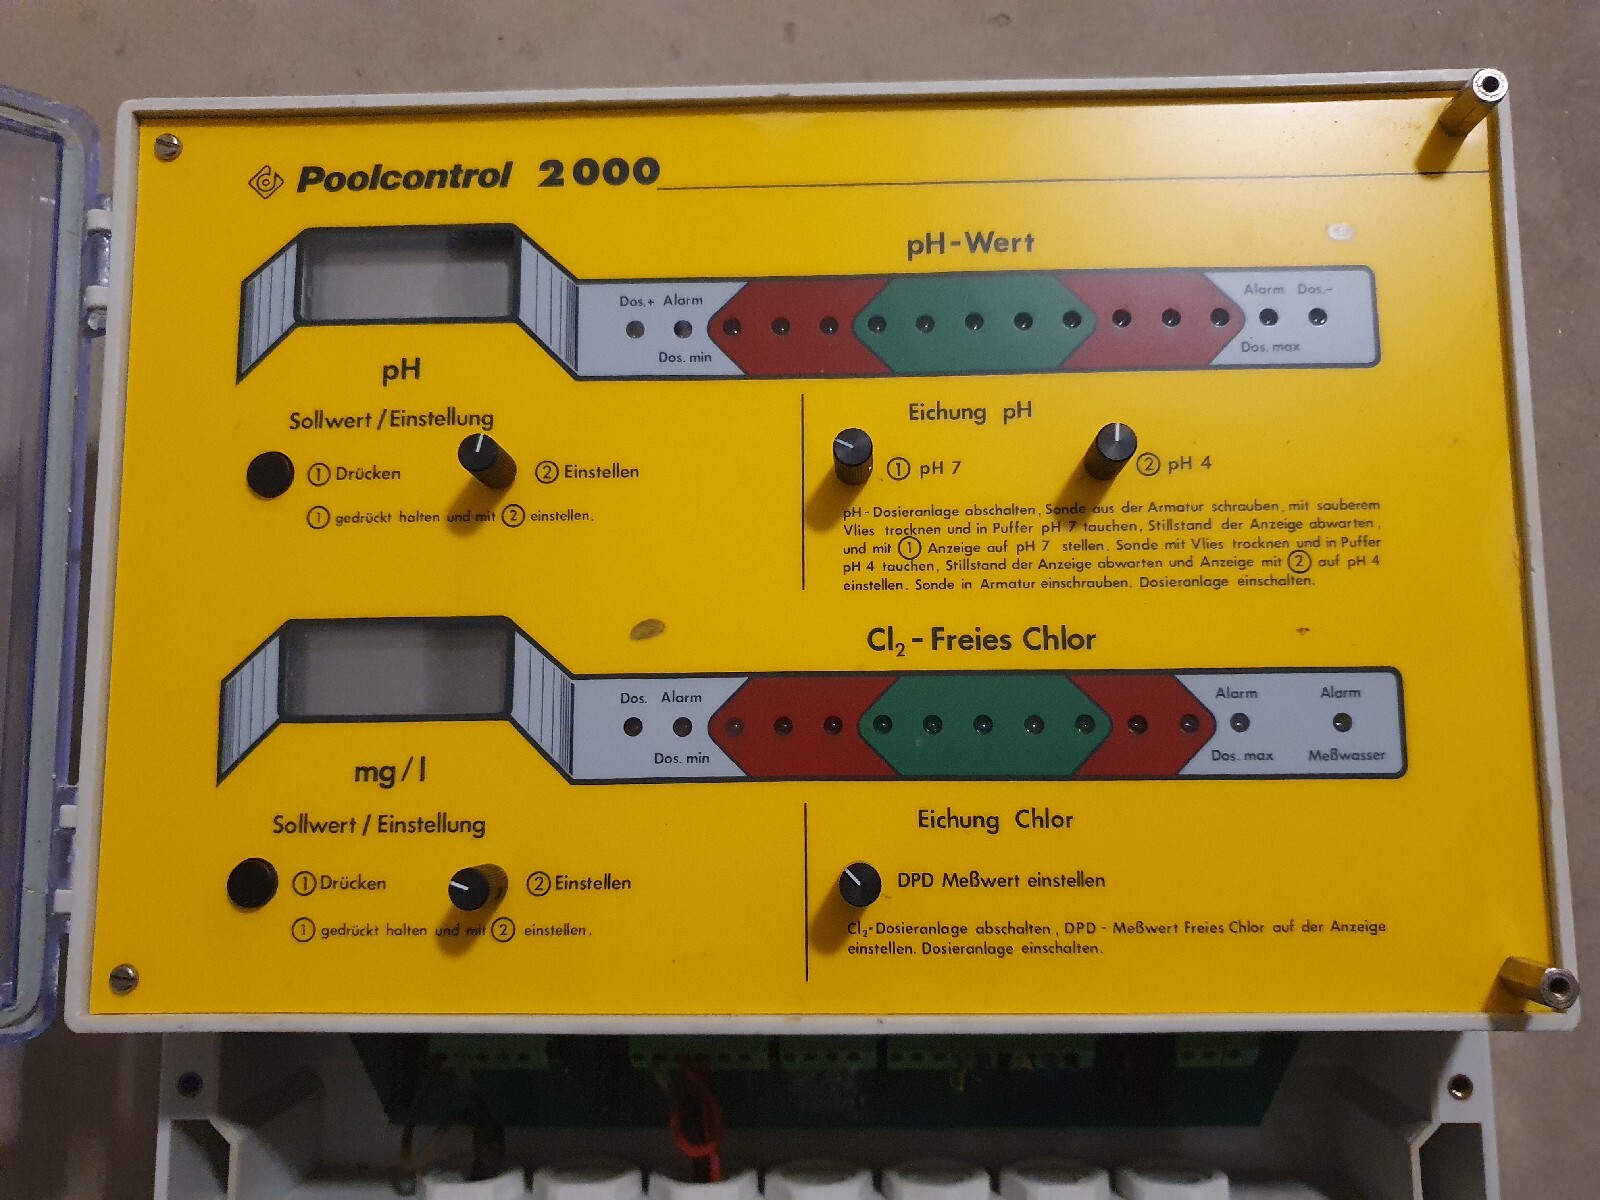 Poolcontrol 2000
pH-Wert
Dos.+ Alarm
Dos. min
Alarm Dos.-
Dos. max
pH
Sollwert/Einstellung
1 Drücken
2 Einstellen
1 gedrückt halten und mit 2 einstellen.
Eichung pH
1 pH 7
2 pH 4
pH-Dosieranlage abschalten, Sonde aus der Armatur schrauben, mit sauberem
Vlies trocknen und in Puffer pH 7 tauchen, Stillstand der Anzeige abwarten,
und mit 1 Anzeige auf pH 7 stellen. Sonde mit Vlies trocknen und in Puffer
pH 4 tauchen, Stillstand der Anzeige abwarten und Anzeige mit 2 auf pH 4
einstellen. Sonde in Armatur einschrauben. Dosieranlage einschalten.
Cl₂-Freies Chlor
Dos. Alarm
Dos. min
Alarm
Dos. max
Alarm
Meßwasser
mg/l
Sollwert/Einstellung
1 Drücken
2 Einstellen
1 gedrückt halten und mit 2 einstellen.
Eichung Chlor
DPD Meßwert einstellen
Cl₂-Dosieranlage abschalten, DPD-Meßwert Freies Chlor auf der Anzeige
einstellen. Dosieranlage einschalten.